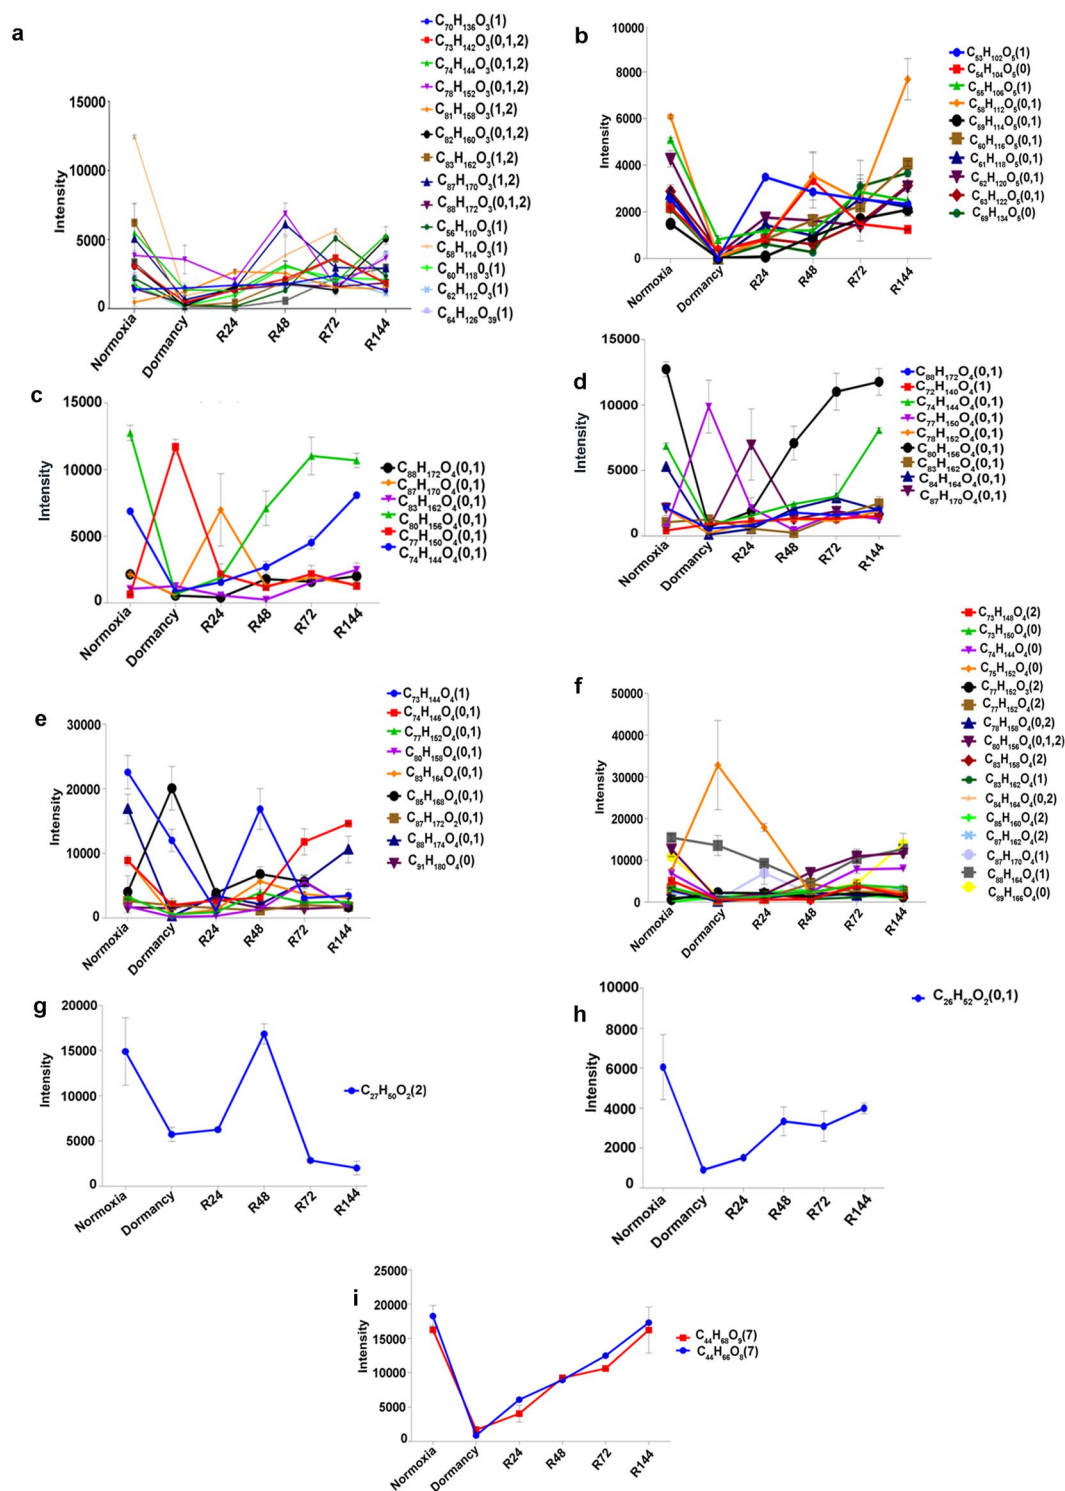 a
C70H136O3(1)
C73H142O3(0,1,2)
C74H144O3(0,1,2)
C78H152O3(0,1,2)
C81H158O3(1,2)
C82H160O3(0,1,2)
C83H162O3(1,2)
C87H170O3(1,2)
C88H172O3(0,1,2)
C56H110O3(1)
C58H114O3(1)
C60H1180(1)
C62H112O3(1)
C64H126O39(1)
15000
10000
5000
0
Intensity
Normoxia
Dormancy
R24
R48
R72
R144
b
10000
8000
6000
4000
2000
0
Intensity
Normoxia
Dormancy
R24
R48
R72
R144
C53H102O5(1)
C54H104O5(0)
C55H106O5(1)
C58H112O5(0,1)
C59H114O5(0,1)
C60H116O5(0,1)
C61H118O5(0,1)
C62H120O5(0,1)
C63H122O5(0,1)
C69H134O5(0)
c
15000
10000
5000
0
Intensity
Normoxia
Dormancy
R24
R48
R72
R144
C88H172O4(0,1)
C87H170O4(0,1)
C83H162O4(0,1)
C80H156O4(0,1)
C77H150O4(0,1)
C74H144O4(0,1)
d
15000
10000
5000
0
Intensity
Normoxia
Dormancy
R24
R48
R72
R144
C88H172O4(0,1)
C72H140O4(1)
C74H144O4(0,1)
C77H150O4(0,1)
C78H152O4(0,1)
C80H156O4(0,1)
C83H162O4(0,1)
C84H164O4(0,1)
C87H170O4(0,1)
e
30000
20000
10000
0
Intensity
Normoxia
Dormancy
R24
R48
R72
R144
C73H144O4(1)
C74H146O4(0,1)
C77H152O4(0,1)
C80H158O4(0,1)
C83H164O4(0,1)
C85H168O4(0,1)
C87H172O2(0,1)
C88H174O4(0,1)
C91H180O4(0)
f
50000
40000
30000
20000
10000
0
Intensity
Normoxia
Dormancy
R24
R48
R72
R144
C73H148O4(2)
C73H150O4(0)
C74H144O4(0)
C75H152O4(0)
C77H152O3(2)
C77H152O4(2)
C78H158O4(0,2)
C80H156O4(0,1,2)
C83H158O4(2)
C83H162O4(1)
C84H164O4(0,2)
C85H160O4(2)
C87H162O4(2)
C87H170O4(1)
C88H164O4(1)
C89H166O4(0)
g
20000
15000
10000
5000
0
Intensity
Normoxia
Dormancy
R24
R48
R72
R144
C27H50O2(2)
h
10000
8000
6000
4000
2000
0
Intensity
Normoxia
Dormancy
R24
R48
R72
R144
C26H52O2(0,1)
i
25000
20000
15000
10000
5000
0
Intensity
Normoxia
Dormancy
R24
R48
R72
R144
C44H68O9(7)
C44H66O8(7)